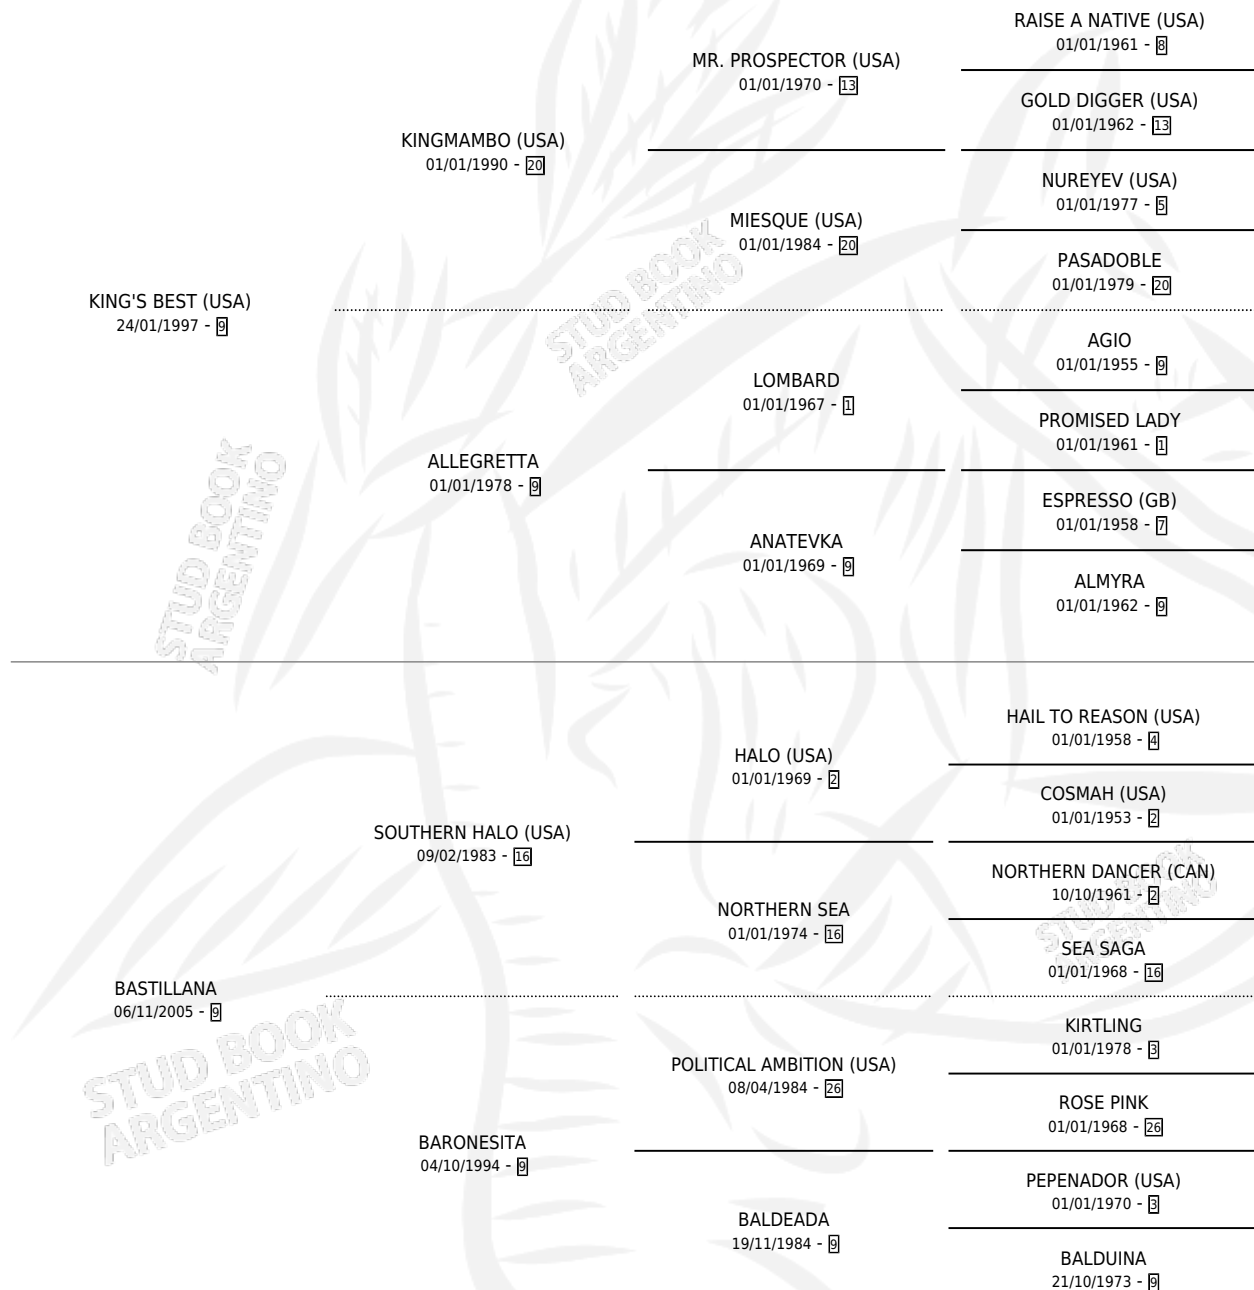 RAISE A NATIVE (USA)
01/01/1961 - 8
MR. PROSPECTOR (USA)
01/01/1970 - 13
GOLD DIGGER (USA)
01/01/1962 - 13
KINGMAMBO (USA)
01/01/1990 - 20
NUREYEV (USA)
01/01/1977 - 5
MIESQUE (USA)
01/01/1984 - 20
PASADOBLE
01/01/1979 - 20
KING'S BEST (USA)
24/01/1997 - 9
STUD BOOK
ARGENTINO
AGIO
01/01/1955 - 9
LOMBARD
01/01/1967 - 1
PROMISED LADY
01/01/1961 - 1
ALLEGRETTA
01/01/1978 - 9
ESPRESSO (GB)
01/01/1958 - 7
ANATEVKA
01/01/1969 - 9
ALMYRA
01/01/1962 - 9
STUD BOOK
ARGENTINO
HAIL TO REASON (USA)
01/01/1958 - 4
HALO (USA)
01/01/1969 - 2
COSMAH (USA)
01/01/1953 - 2
SOUTHERN HALO (USA)
09/02/1983 - 16
NORTHERN DANCER (CAN)
10/10/1961 - 2
NORTHERN SEA
01/01/1974 - 16
STUD BOOK
ARGENTINO
SEA SAGA
01/01/1968 - 16
BASTILLANA
06/11/2005 - 9
STUD BOOK
ARGENTINO
KIRTLING
01/01/1978 - 3
POLITICAL AMBITION (USA)
08/04/1984 - 26
ROSE PINK
01/01/1968 - 26
BARONESITA
04/10/1994 - 9
PEPENADOR (USA)
01/01/1970 - 3
BALDEADA
19/11/1984 - 9
BALDUINA
21/10/1973 - 9